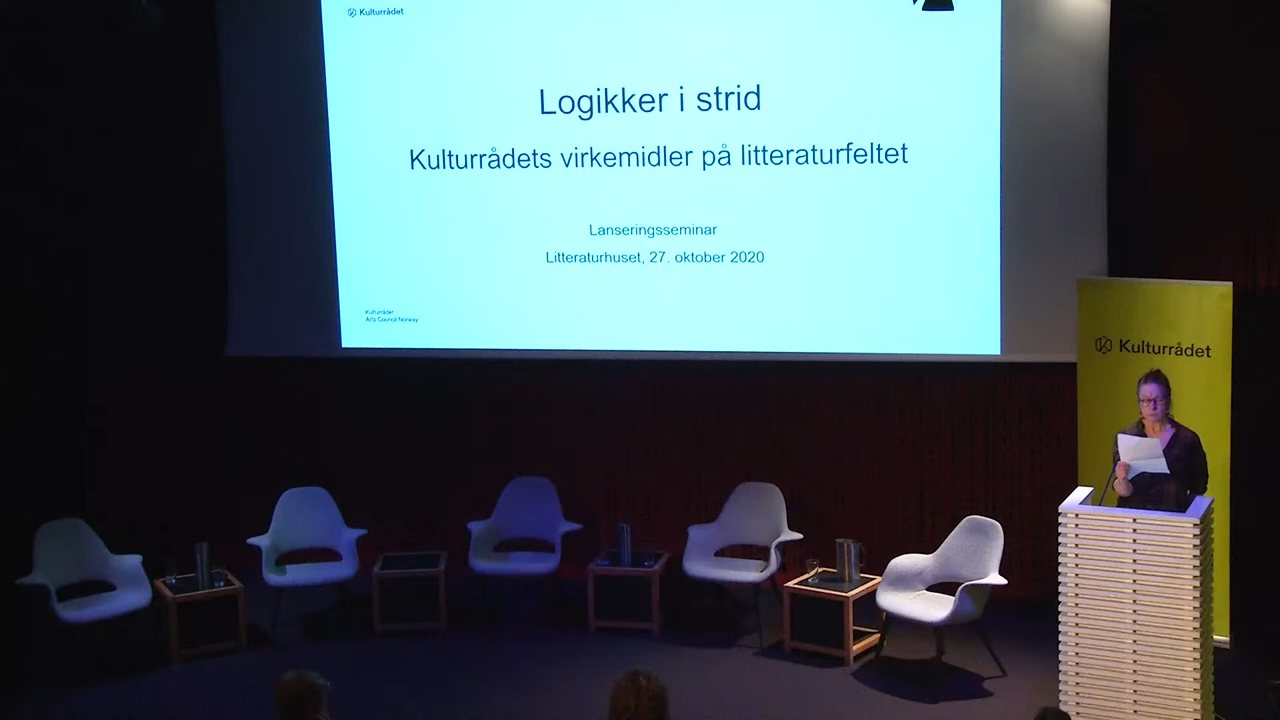 Kulturrådet
Logikker i strid
Kulturrådets virkemidler på litteraturfeltet
Lanseringsseminar
Litteraturhuset, 27. oktober 2020
Kulturrådet
Arts Council Norway
Kulturrådet